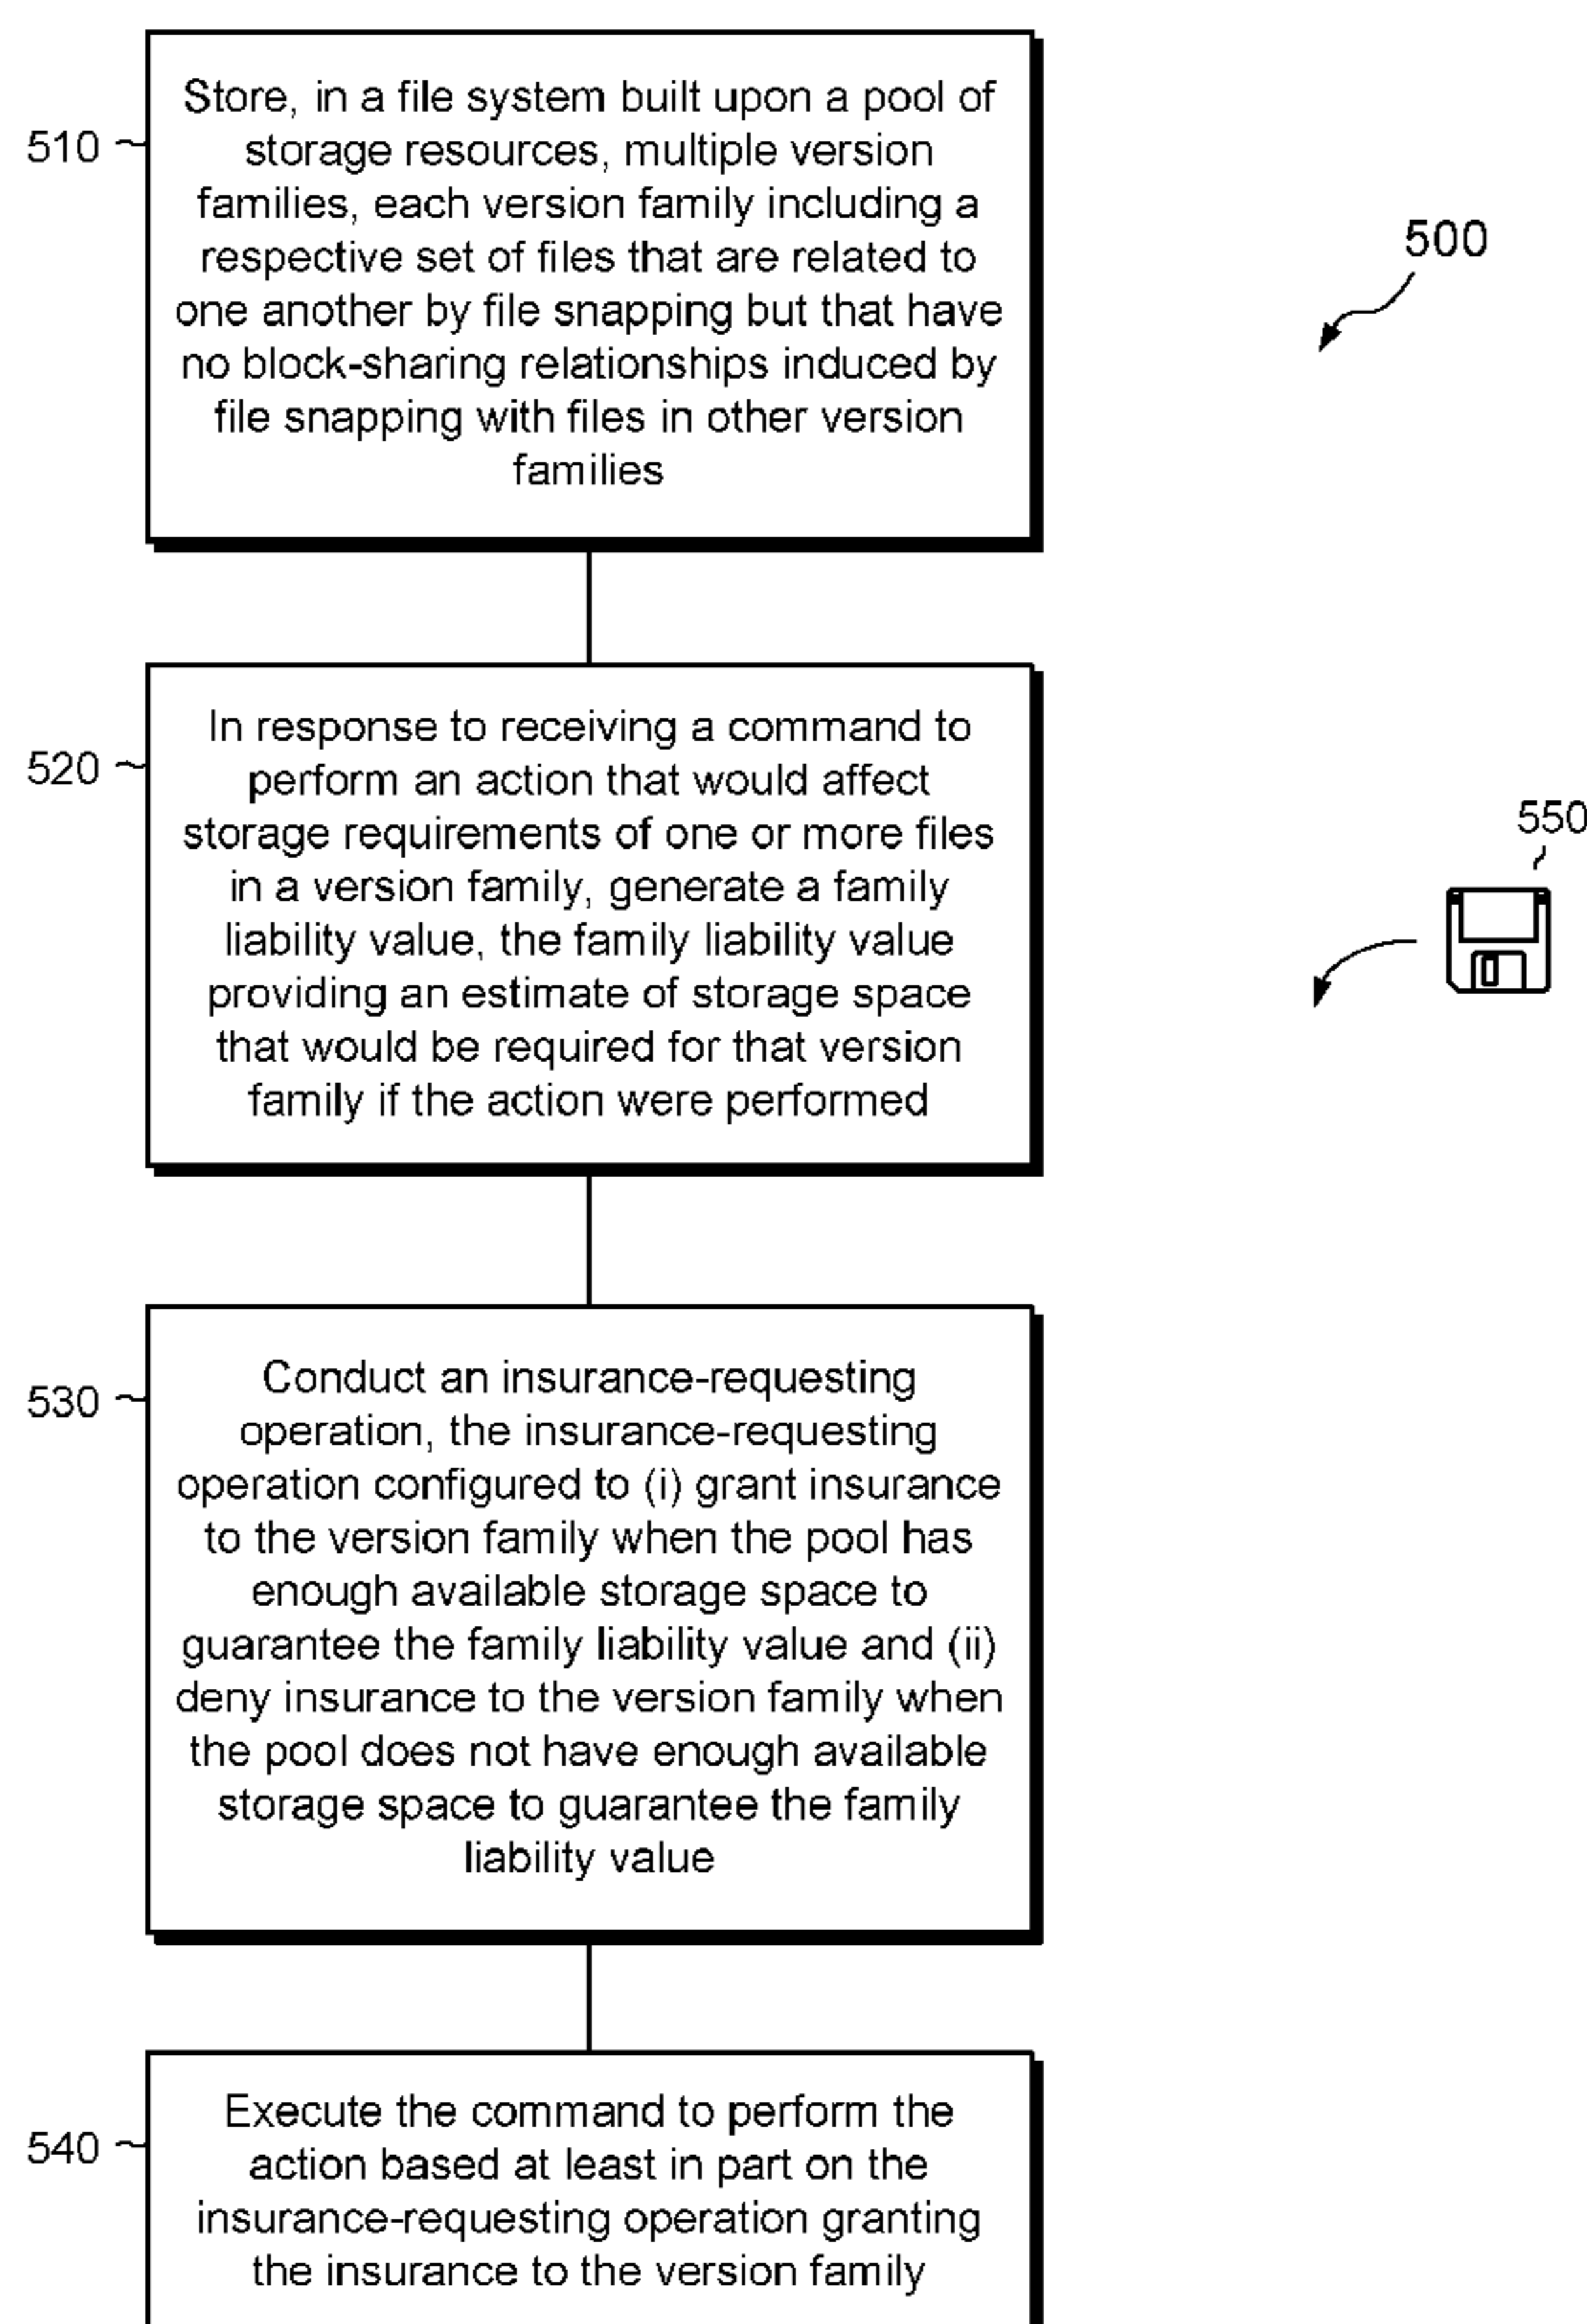 510
Store, in a file system built upon a pool of
storage resources, multiple version
families, each version family including a
respective set of files that are related to
one another by file snapping but that have
no block-sharing relationships induced by
file snapping with files in other version
families
500
520
In response to receiving a command to
perform an action that would affect
storage requirements of one or more files
in a version family, generate a family
liability value, the family liability value
providing an estimate of storage space
that would be required for that version
family if the action were performed
550
530
Conduct an insurance-requesting
operation, the insurance-requesting
operation configured to (i) grant insurance
to the version family when the pool has
enough available storage space to
guarantee the family liability value and (ii)
deny insurance to the version family when
the pool does not have enough available
storage space to guarantee the family
liability value
540
Execute the command to perform the
action based at least in part on the
insurance-requesting operation granting
the insurance to the version family